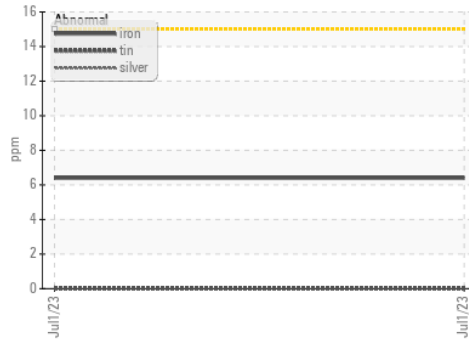 16
Abnormal
iron
tin
silver
14
12
10
8
6
4
2
0
ppm
Jul1/23
Jul1/23